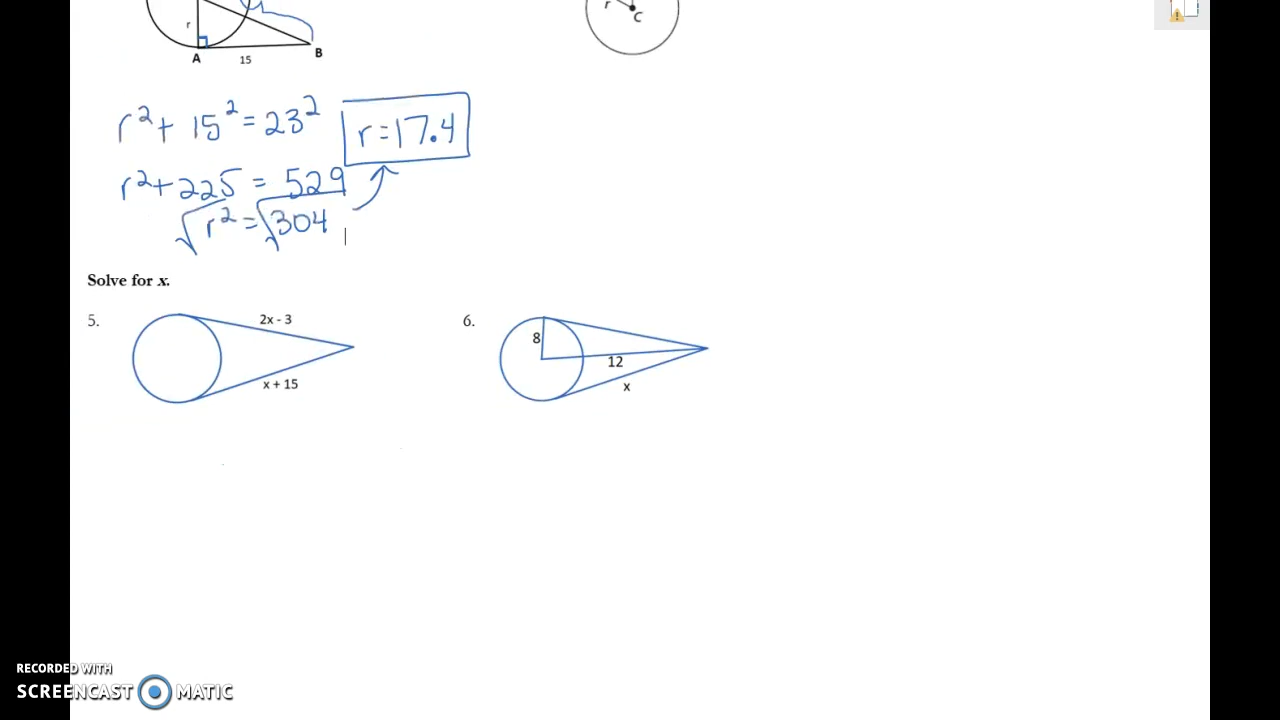 r
A
15
B
r
C
r² + 15² = 23²
r = 17.4
r² + 225 = 529
√r² = √304
Solve for x.
5.
2x - 3
x + 15
6.
8
12
x
RECORDED WITH
SCREENCAST MATIC